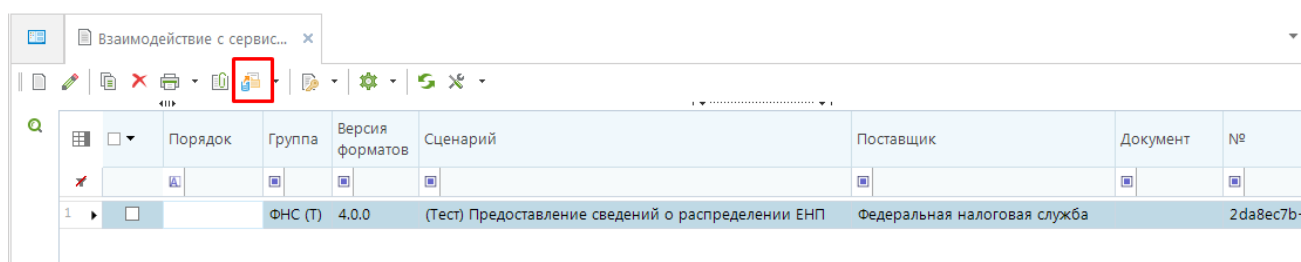 Взаимодействие с сервис...
Порядок
Группа
Версия
форматов
Сценарий
Поставщик
Документ
№
1
ФНС (Т)
4.0.0
(Тест) Предоставление сведений о распределении ЕНП
Федеральная налоговая служба
2da8ec7b-